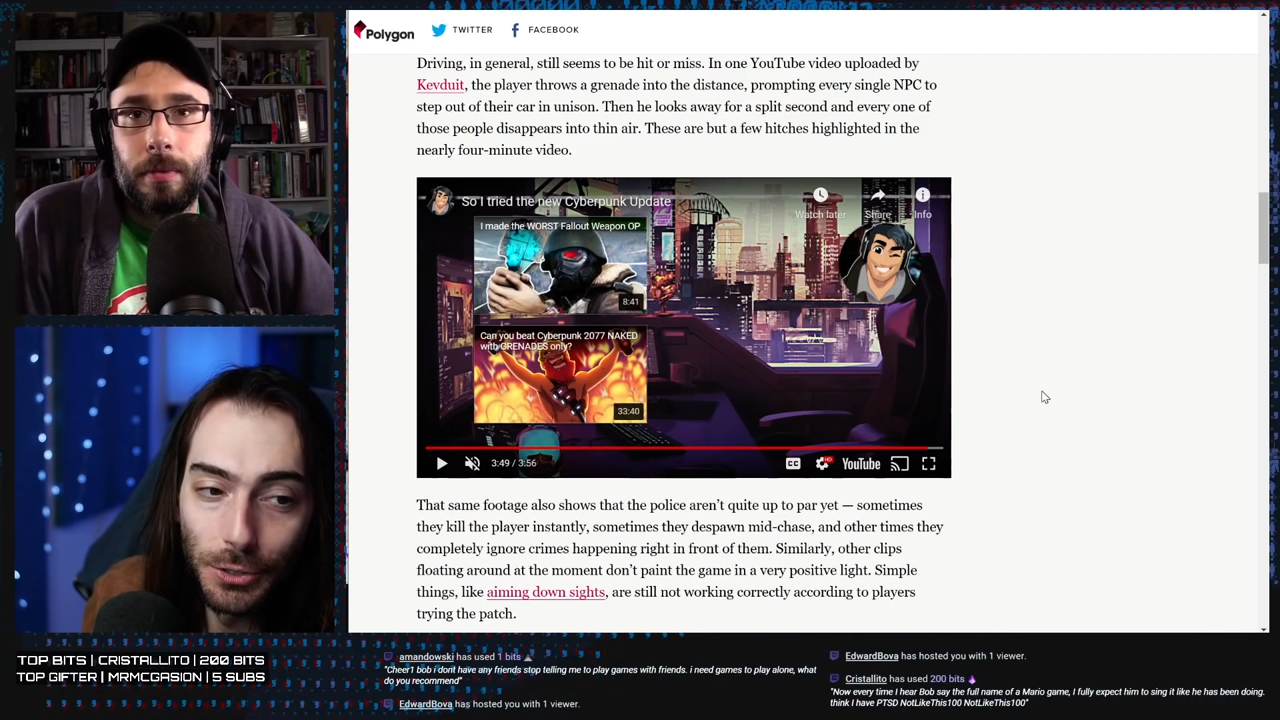 Polygon
TWITTER
FACEBOOK
Driving, in general, still seems to be hit or miss. In one YouTube video uploaded by
Kevduit, the player throws a grenade into the distance, prompting every single NPC to
step out of their car in unison. Then he looks away for a split second and every one of
those people disappears into thin air. These are but a few hitches highlighted in the
nearly four-minute video.
So I tried the new Cyberpunk Update
Watch later
Share
Info
I made the WORST Fallout Weapon OP
8:41
Can you beat Cyberpunk 2077 NAKED
with GRENADES only?
33:40
3:49 / 3:56
CC
HD
YouTube
That same footage also shows that the police aren’t quite up to par yet — sometimes
they kill the player instantly, sometimes they despawn mid-chase, and other times they
completely ignore crimes happening right in front of them. Similarly, other clips
floating around at the moment don’t paint the game in a very positive light. Simple
things, like aiming down sights, are still not working correctly according to players
trying the patch.
TOP BITS | CRISTALLITO | 200 BITS
TOP GIFTER | MRMCGASION | 5 SUBS
amandowski has used 1 bits
"Cheer1 bob i dont have any friends stop telling me to play games with friends. i need games to play alone, what
do you recommend"
EdwardBova has hosted you with 1 viewer.
EdwardBova has hosted you with 1 viewer.
Cristallito has used 200 bits
"Now every time I hear Bob say the full name of a Mario game, I fully expect him to sing it like he has been doing.
think I have PTSD NotLikeThis100 NotLikeThis100"